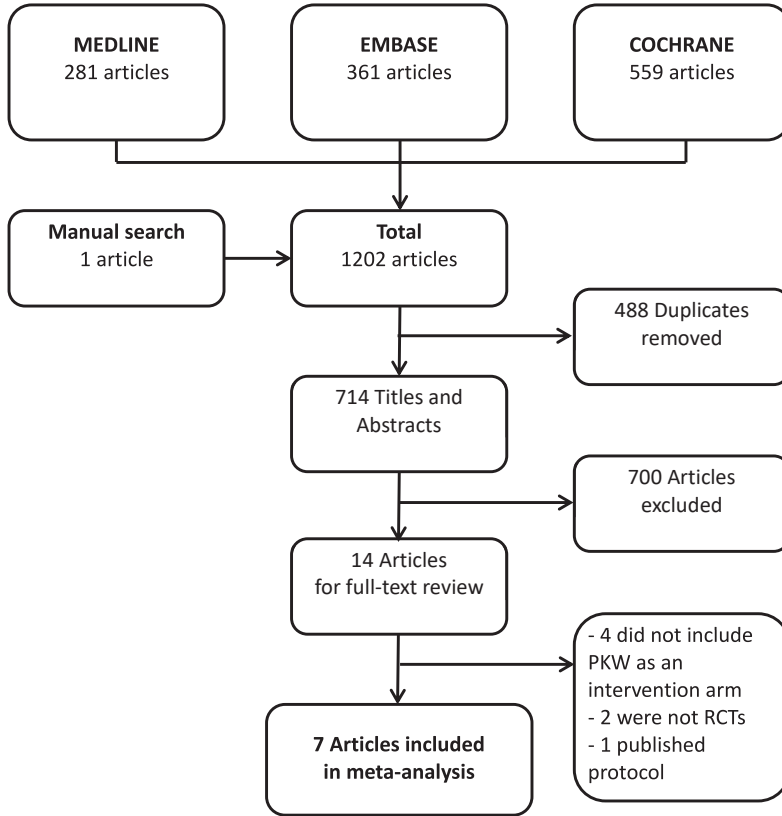 MEDLINE
281 articles
EMBASE
361 articles
COCHRANE
559 articles
Manual search
1 article
Total
1202 articles
488 Duplicates
removed
714 Titles and
Abstracts
700 Articles
excluded
14 Articles
for full-text review
- 4 did not include
PKW as an
intervention arm
- 2 were not RCTs
- 1 published
protocol
7 Articles included
in meta-analysis